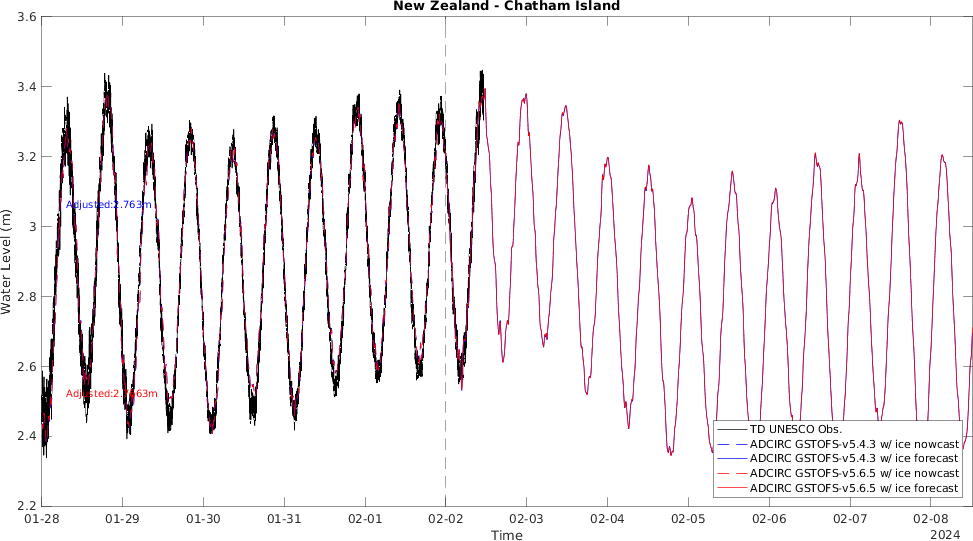 New Zealand - Chatham Island
3.6
3.4
3.2
3
2.8
2.6
2.4
2.2
Water Level (m)
Adjusted:2.763m
Adjusted:2.7663m
TD UNESCO Obs.
ADCIRC GSTOFS-v5.4.3 w/ ice nowcast
ADCIRC GSTOFS-v5.4.3 w/ ice forecast
ADCIRC GSTOFS-v5.6.5 w/ ice nowcast
ADCIRC GSTOFS-v5.6.5 w/ ice forecast
01-28 01-29 01-30 01-31 02-01 02-02 02-03 02-04 02-05 02-06 02-07 02-08
Time
2024